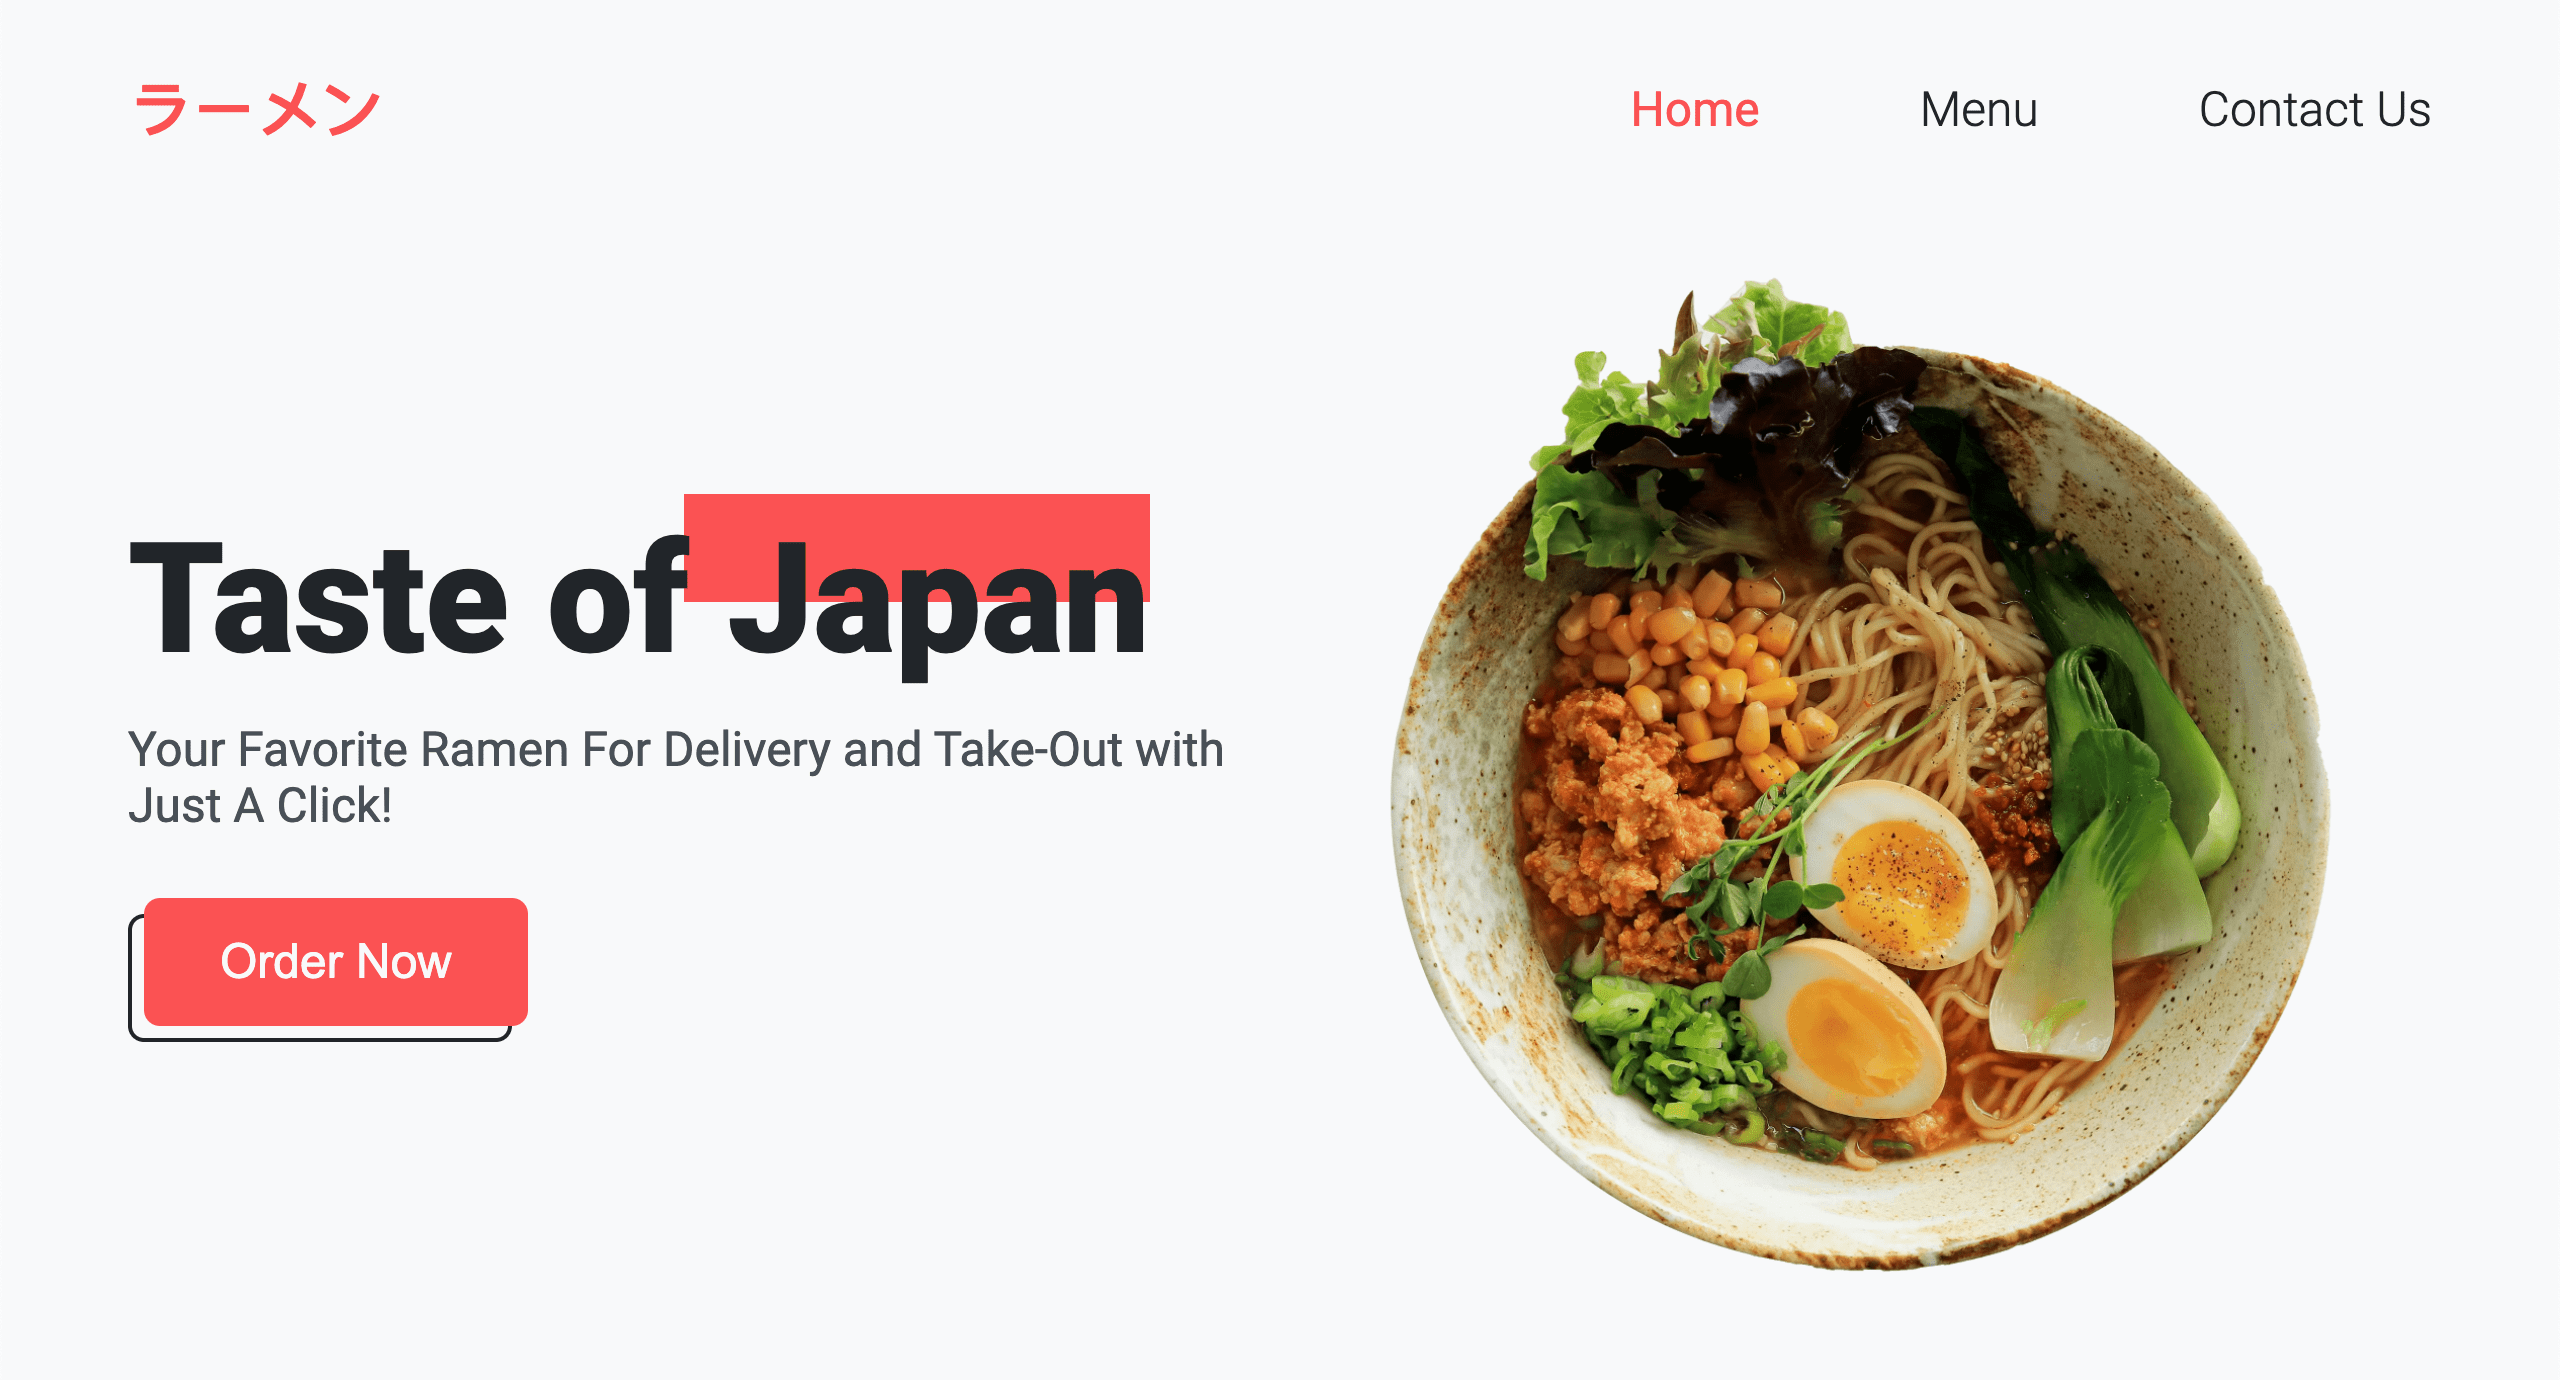 ラーメン
Home Menu Contact Us
Taste of Japan
Your Favorite Ramen For Delivery and Take-Out with
Just A Click!
Order Now